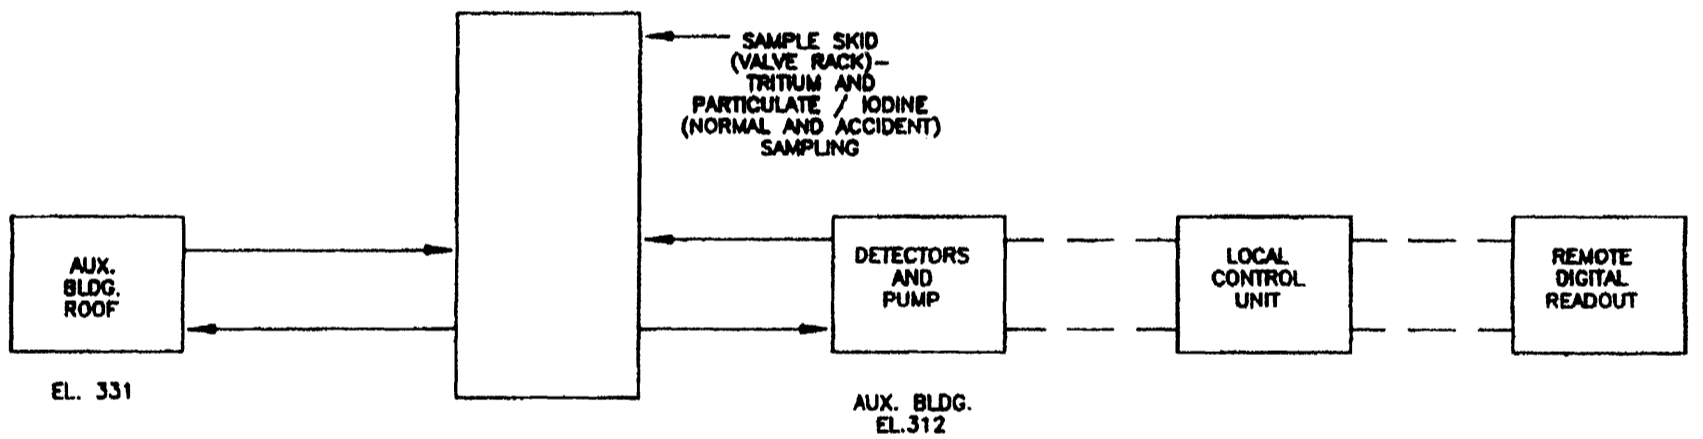 SAMPLE SKID
(VALVE RACK)-
TRITIUM AND
PARTICULATE / IODINE
(NORMAL AND ACCIDENT)
SAMPLING
AUX.
BLDG.
ROOF
DETECTORS
AND
PUMP
LOCAL
CONTROL
UNIT
REMOTE
DIGITAL
READOUT
EL. 331
AUX. BLDG.
EL.312